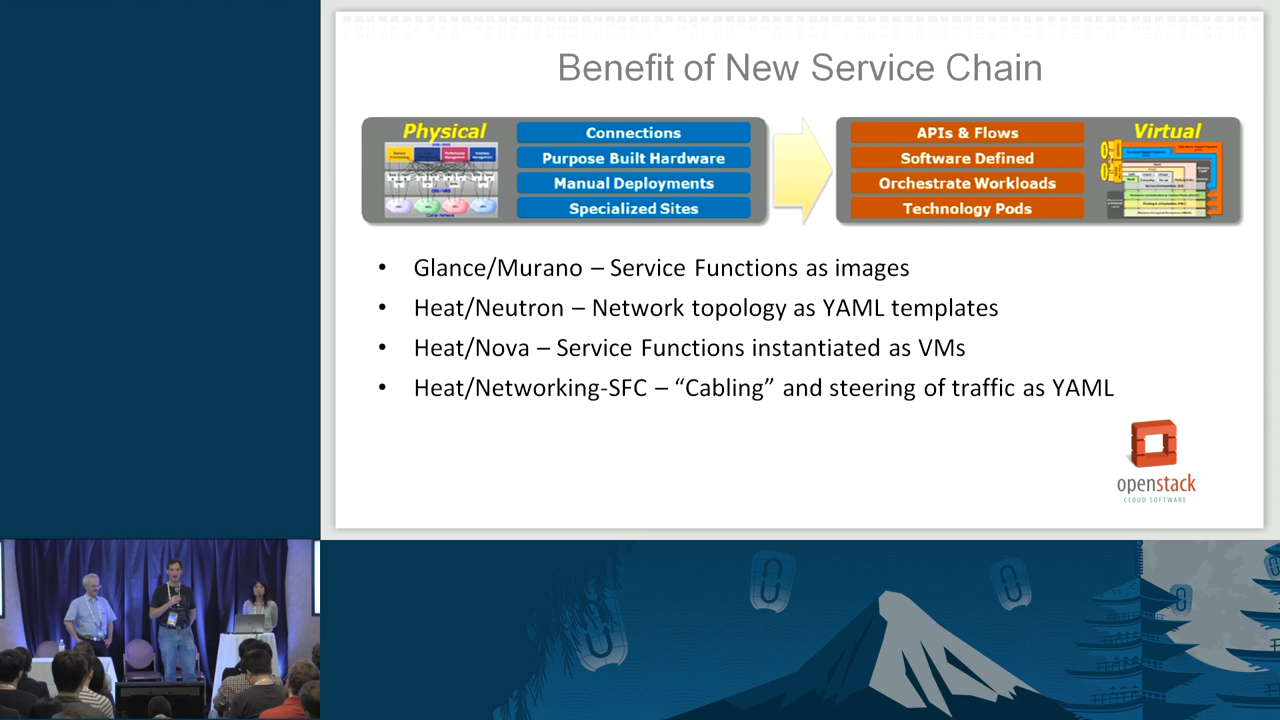 Benefit of New Service Chain
Physical
Connections
Purpose Built Hardware
Manual Deployments
Specialized Sites
APIs & Flows
Software Defined
Orchestrate Workloads
Technology Pods
Virtual
• Glance/Murano – Service Functions as images
• Heat/Neutron – Network topology as YAML templates
• Heat/Nova – Service Functions instantiated as VMs
• Heat/Networking-SFC – “Cabling” and steering of traffic as YAML
openstack
CLOUD SOFTWARE